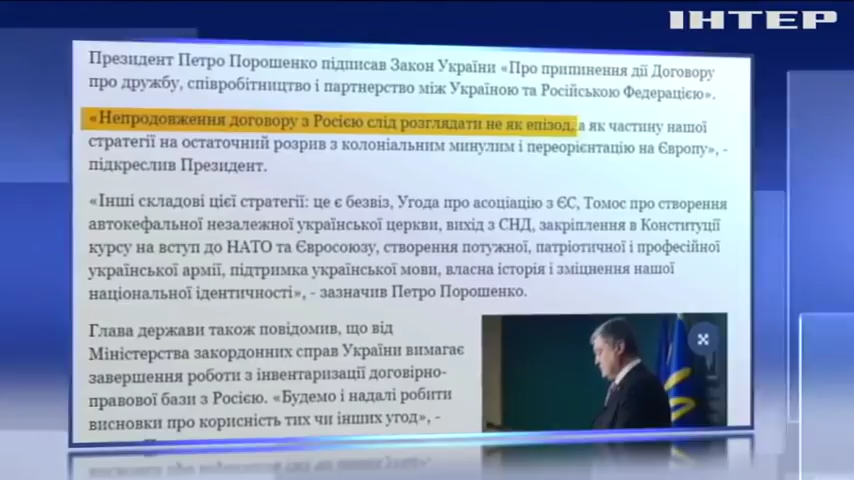 ІНТЕР
Президент Петро Порошенко підписав Закон України «Про припинення дії Договору
про дружбу, співробітництво і партнерство між Україною та Російською Федерацією».
«Непродовження договору з Росією слід розглядати не як епізод, а як частину нашої
стратегії на остаточний розрив з колоніальним минулим і переорієнтацію на Європу», -
підкреслив Президент.
«Інші складові цієї стратегії: це є безвіз, Угода про асоціацію з ЄС, Томос про створення
автокефальної незалежної української церкви, вихід з СНД, закріплення в Конституції
курсу на вступ до НАТО та Євросоюзу, створення потужної, патріотичної і професійної
української армії, підтримка української мови, власна історія і зміцнення нашої
національної ідентичності», - зазначив Петро Порошенко.
Глава держави також повідомив, що від
Міністерства закордонних справ України вимагає
завершення роботи з інвентаризації договірно-
правової бази з Росією. «Будемо і надалі робити
висновки про корисність тих чи інших угод», -